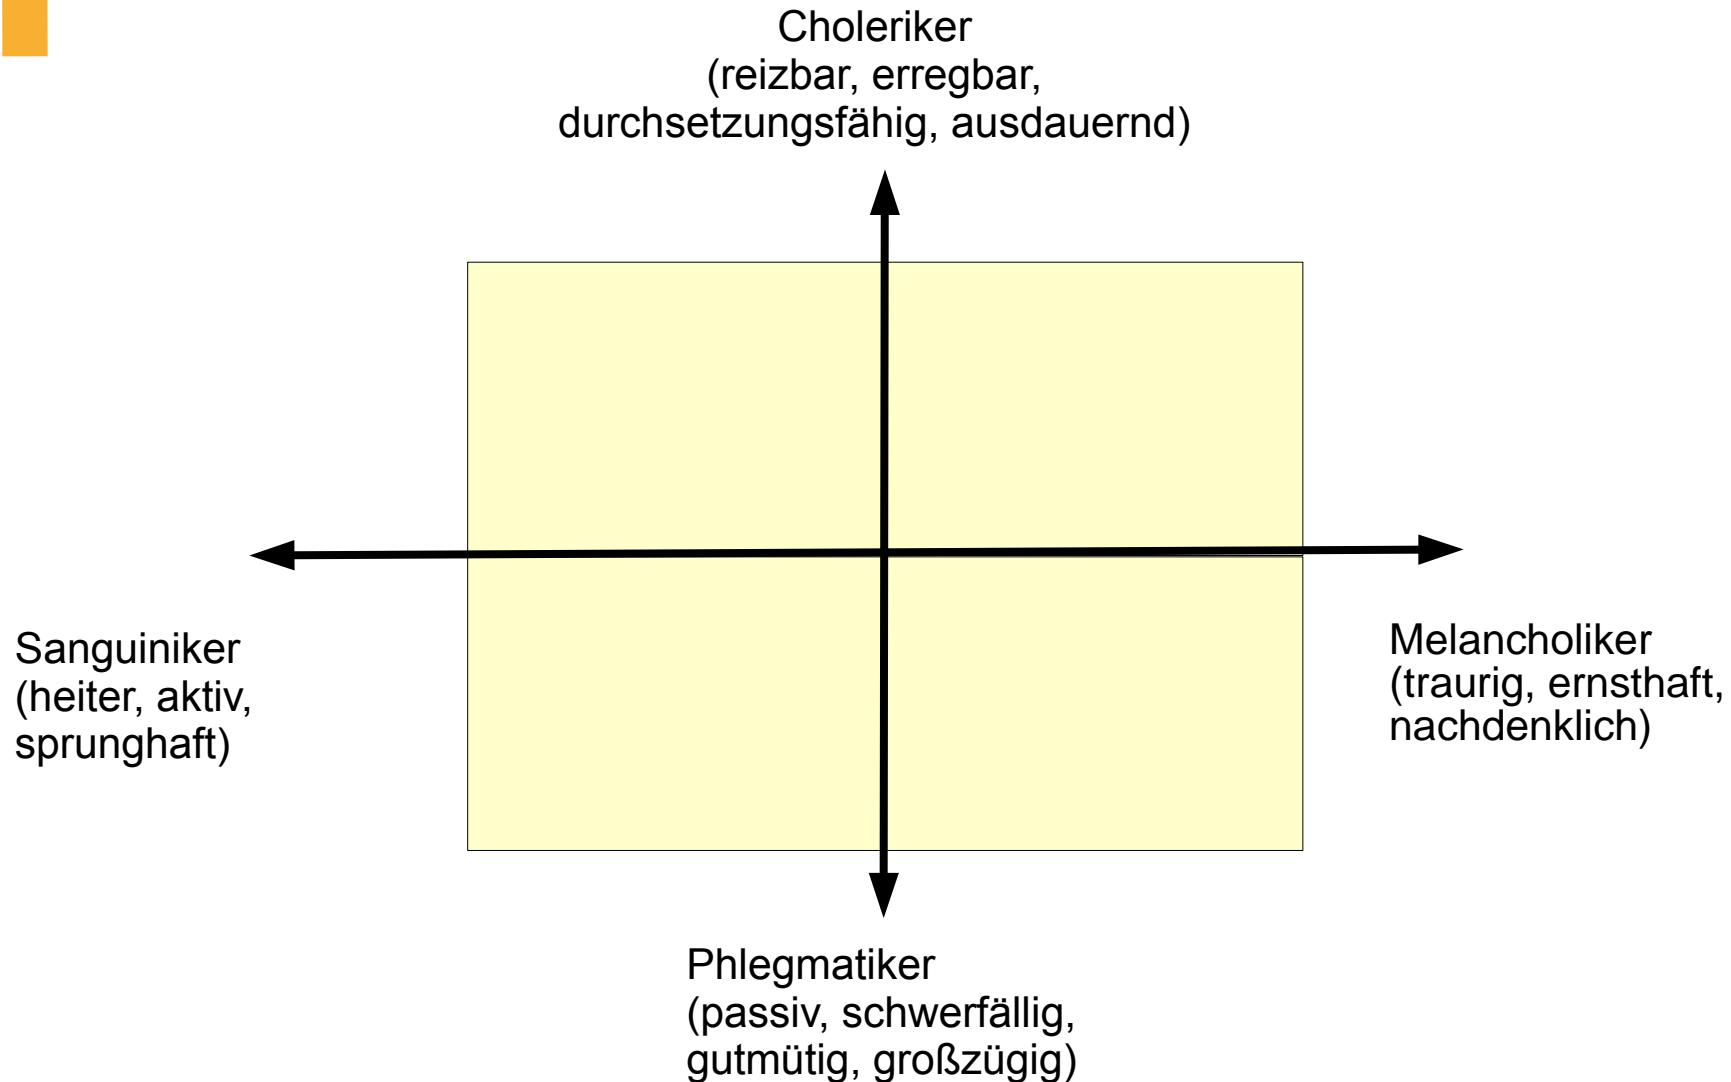 Choleriker
(reizbar, erregbar,
durchsetzungsfähig, ausdauernd)
Sanguiniker
(heiter, aktiv,
sprunghaft)
Melancholiker
(traurig, ernsthaft,
nachdenklich)
Phlegmatiker
(passiv, schwerfällig,
gutmütig, großzügig)